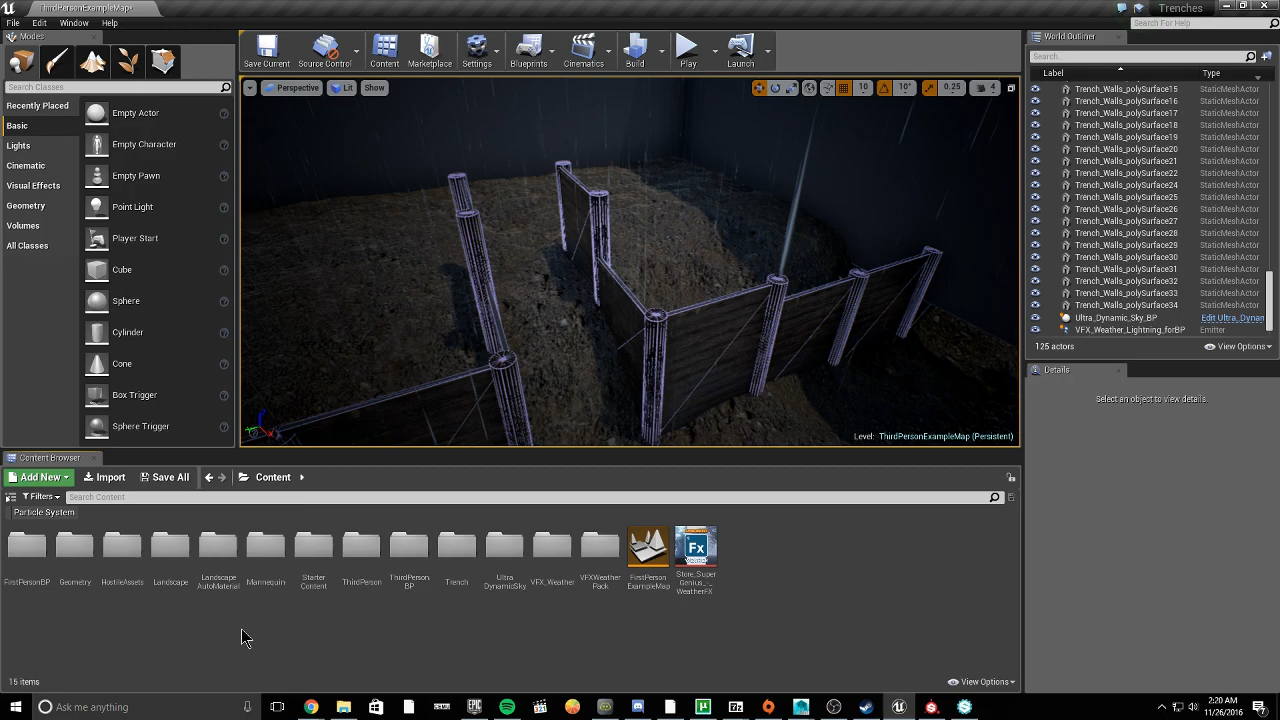 ThirdPersonExampleMap*
Trenches
File Edit Window Help
Search For Help
Modes
Search Classes
Recently Placed
Basic
Lights
Cinematic
Visual Effects
Geometry
Volumes
All Classes
Empty Actor
Empty Character
Empty Pawn
Point Light
Player Start
Cube
Sphere
Cylinder
Cone
Box Trigger
Sphere Trigger
Save Current Source Control Content Marketplace Settings Blueprints Cinematics Build Play Launch
Perspective Lit Show
10 10° 0.25 4
Level: ThirdPersonExampleMap (Persistent)
World Outliner
Search...
Label Type
Trench_Walls_polySurface15 StaticMeshActor
Trench_Walls_polySurface16 StaticMeshActor
Trench_Walls_polySurface17 StaticMeshActor
Trench_Walls_polySurface18 StaticMeshActor
Trench_Walls_polySurface19 StaticMeshActor
Trench_Walls_polySurface20 StaticMeshActor
Trench_Walls_polySurface21 StaticMeshActor
Trench_Walls_polySurface22 StaticMeshActor
Trench_Walls_polySurface24 StaticMeshActor
Trench_Walls_polySurface25 StaticMeshActor
Trench_Walls_polySurface26 StaticMeshActor
Trench_Walls_polySurface27 StaticMeshActor
Trench_Walls_polySurface28 StaticMeshActor
Trench_Walls_polySurface29 StaticMeshActor
Trench_Walls_polySurface30 StaticMeshActor
Trench_Walls_polySurface31 StaticMeshActor
Trench_Walls_polySurface32 StaticMeshActor
Trench_Walls_polySurface33 StaticMeshActor
Trench_Walls_polySurface34 StaticMeshActor
Ultra_Dynamic_Sky_BP Edit Ultra_Dynan
VFX_Weather_Lightning_forBP Emitter
125 actors View Options
Details
Select an object to view details.
Content Browser
Add New Import Save All Content
Filters Search Content
Particle System
FirstPersonBP
Geometry
HostileAssets
Landscape
Landscape
AutoMaterial
Mannequin
Starter
Content
ThirdPerson
ThirdPerson
BP
Trench
Ultra
DynamicSky
VFX_Weather
VFXWeather
Pack
FirstPerson
ExampleMap
Fx
Store_Super
Genius_-_
WeatherFX
15 items View Options
Ask me anything
2:20 AM
11/26/2016